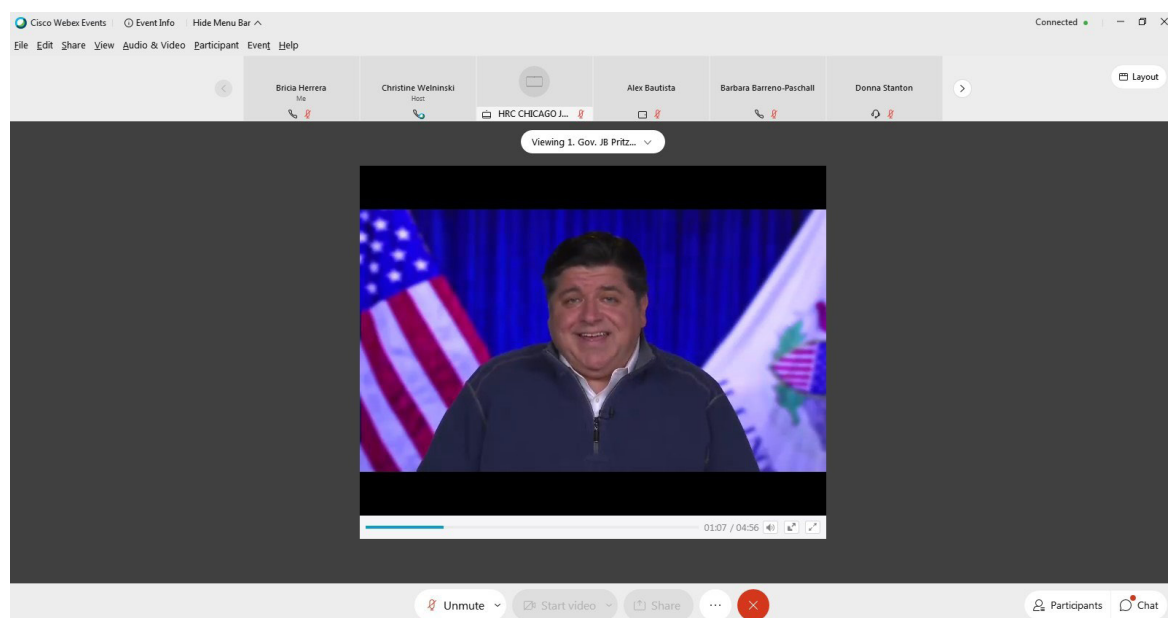 Cisco Webex Events Event Info Hide Menu Bar Connected
File Edit Share View Audio & Video Participant Event Help
Layout
Bricia Herrera
Me
Christine Welninski
Host
HRC CHICAGO J...
Alex Bautista
Barbara Barreno-Paschall
Donna Stanton
Viewing 1. Gov. JB Pritz...
01:07 / 04:56
Unmute Start video Share ... Participants Chat